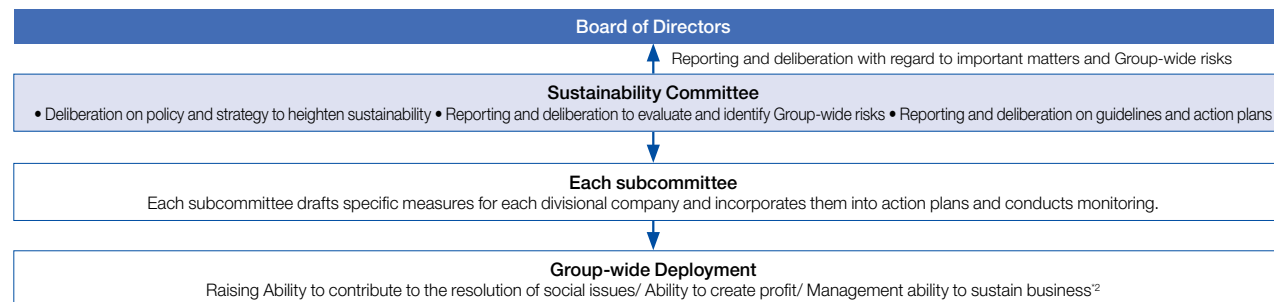 Board of Directors
Reporting and deliberation with regard to important matters and Group-wide risks
Sustainability Committee
• Deliberation on policy and strategy to heighten sustainability • Reporting and deliberation to evaluate and identify Group-wide risks • Reporting and deliberation on guidelines and action plans
Each subcommittee
Each subcommittee drafts specific measures for each divisional company and incorporates them into action plans and conducts monitoring.
Group-wide Deployment
Raising Ability to contribute to the resolution of social issues/ Ability to create profit/ Management ability to sustain business*2